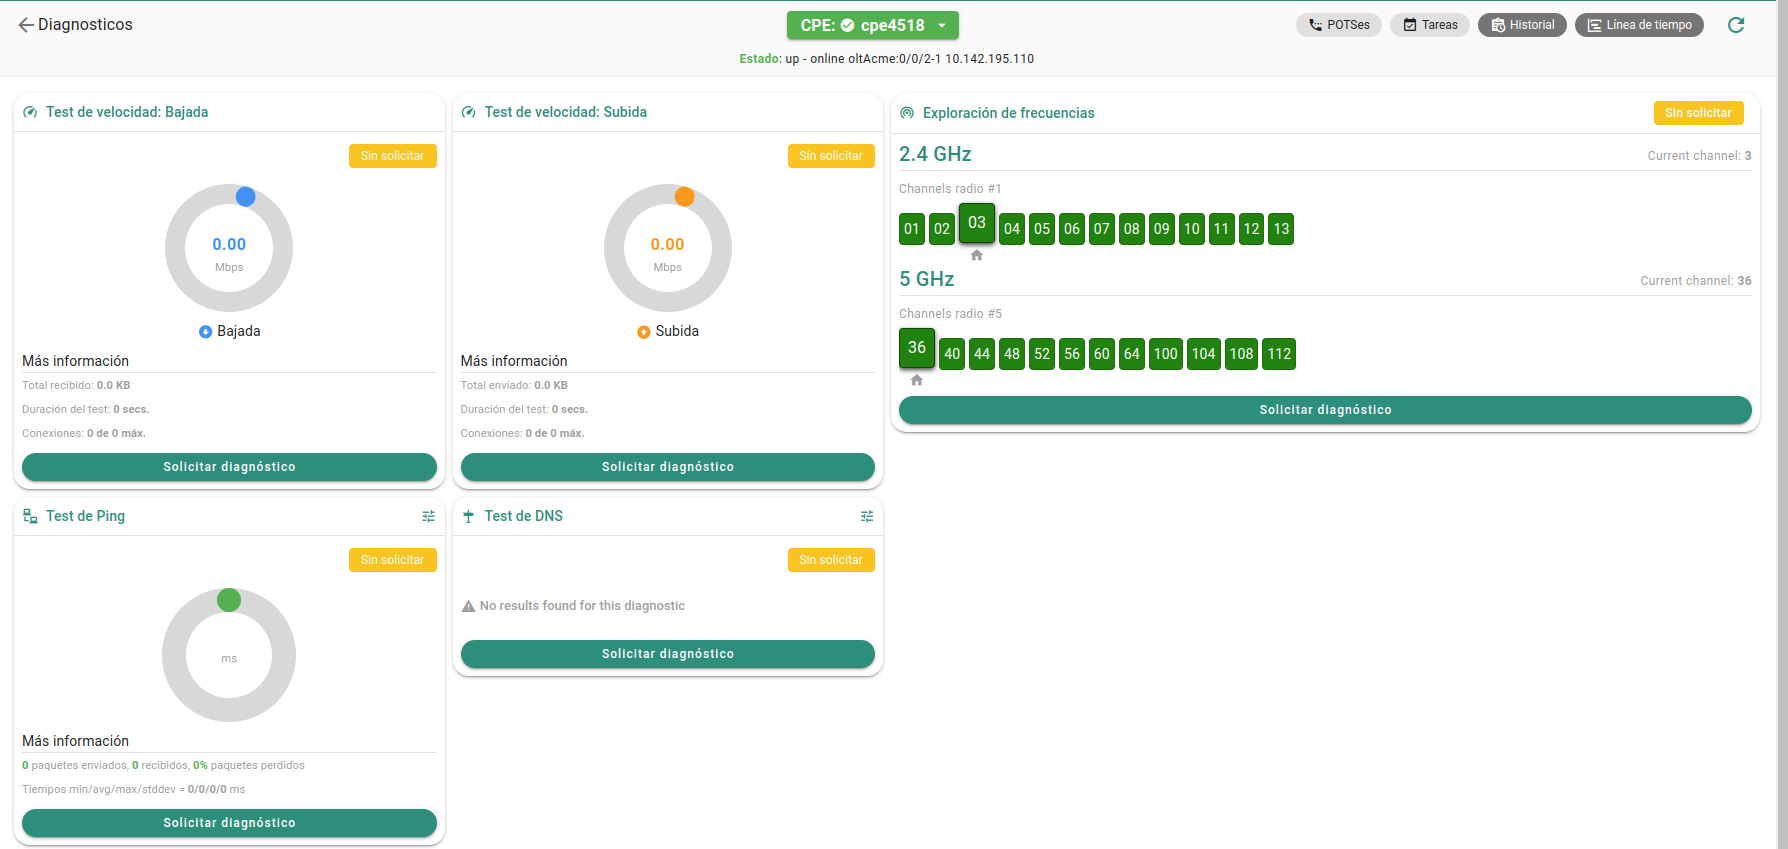 Diagnosticos
CPE: cpe4518
POTSes
Tareas
Historial
Línea de tiempo
Estado: up - online oltAcme:0/0/2-1 10.142.195.110
Test de velocidad: Bajada
Sin solicitar
0.00
Mbps
Bajada
Más información
Total recibido: 0.0 KB
Duración del test: 0 secs.
Conexiones: 0 de 0 máx.
Solicitar diagnóstico
Test de velocidad: Subida
Sin solicitar
0.00
Mbps
Subida
Más información
Total enviado: 0.0 KB
Duración del test: 0 secs.
Conexiones: 0 de 0 máx.
Solicitar diagnóstico
Exploración de frecuencias
Sin solicitar
2.4 GHz
Current channel: 3
Channels radio #1
01 02 03 04 05 06 07 08 09 10 11 12 13
5 GHz
Current channel: 36
Channels radio #5
36 40 44 48 52 56 60 64 100 104 108 112
Solicitar diagnóstico
Test de Ping
Sin solicitar
ms
Más información
0 paquetes enviados, 0 recibidos, 0% paquetes perdidos
Tiempos min/avg/max/stddev = 0/0/0/0 ms
Solicitar diagnóstico
Test de DNS
Sin solicitar
No results found for this diagnostic
Solicitar diagnóstico